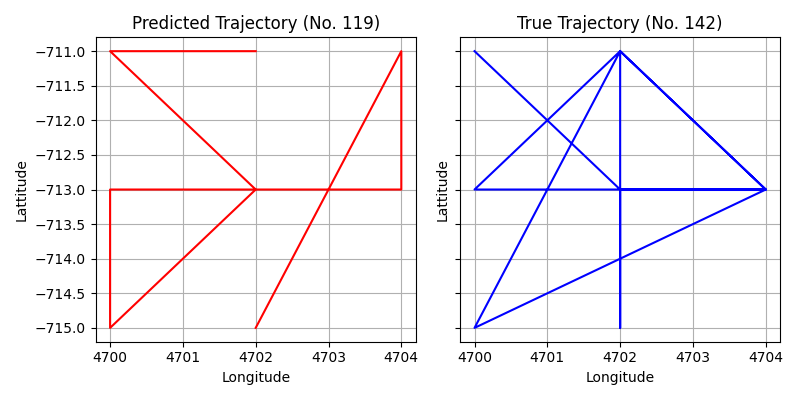 Predicted Trajectory (No. 119)
True Trajectory (No. 142)
−711.0
−711.5
−712.0
−712.5
−713.0
−713.5
−714.0
−714.5
−715.0
Lattitude
Lattitude
4700 4701 4702 4703 4704
4700 4701 4702 4703 4704
Longitude
Longitude